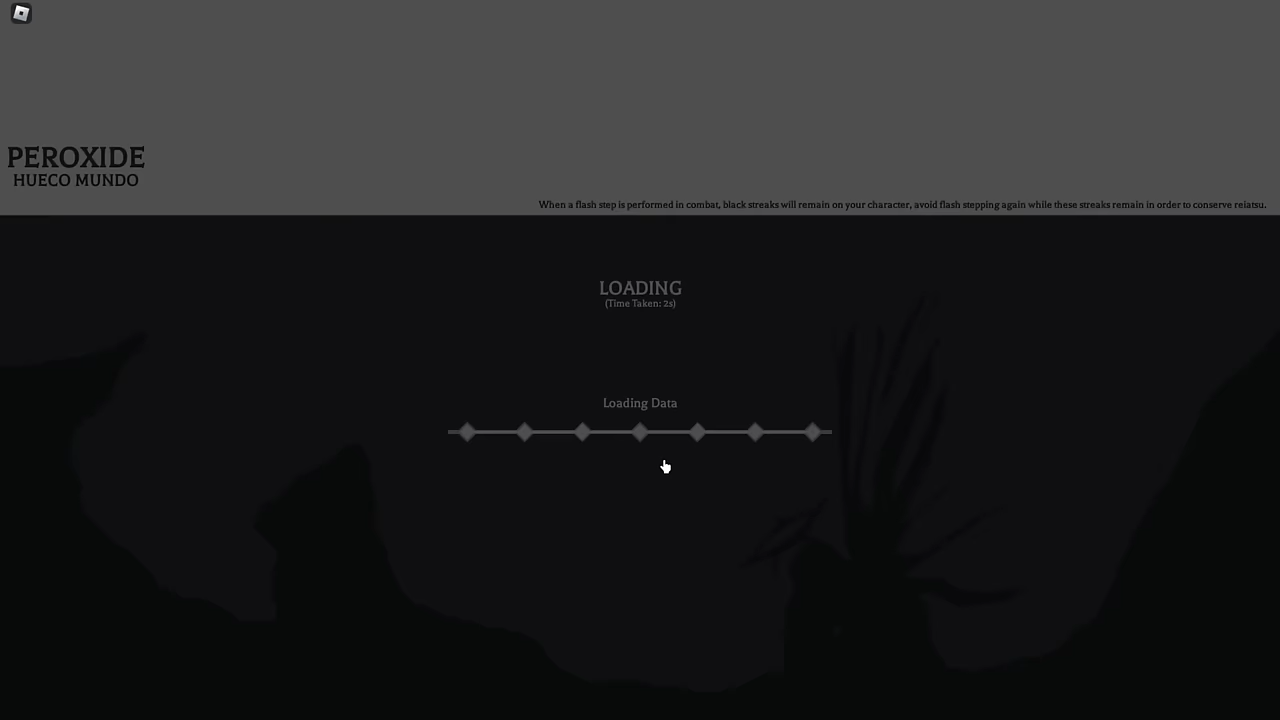 PEROXIDE
HUECO MUNDO
When a flash step is performed in combat, black streaks will remain on your character, avoid flash stepping again while these streaks remain in order to conserve reiatsu.
LOADING
(Time Taken: 2s)
Loading Data